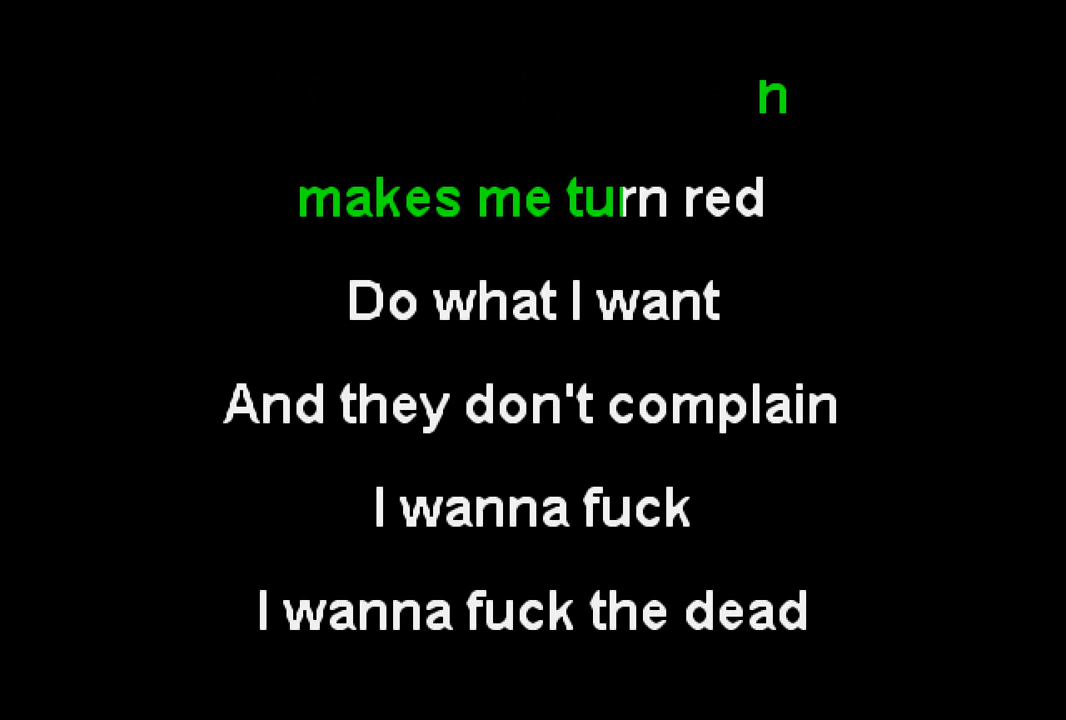 n
makes me turn red
Do what I want
And they don't complain
I wanna fuck
I wanna fuck the dead